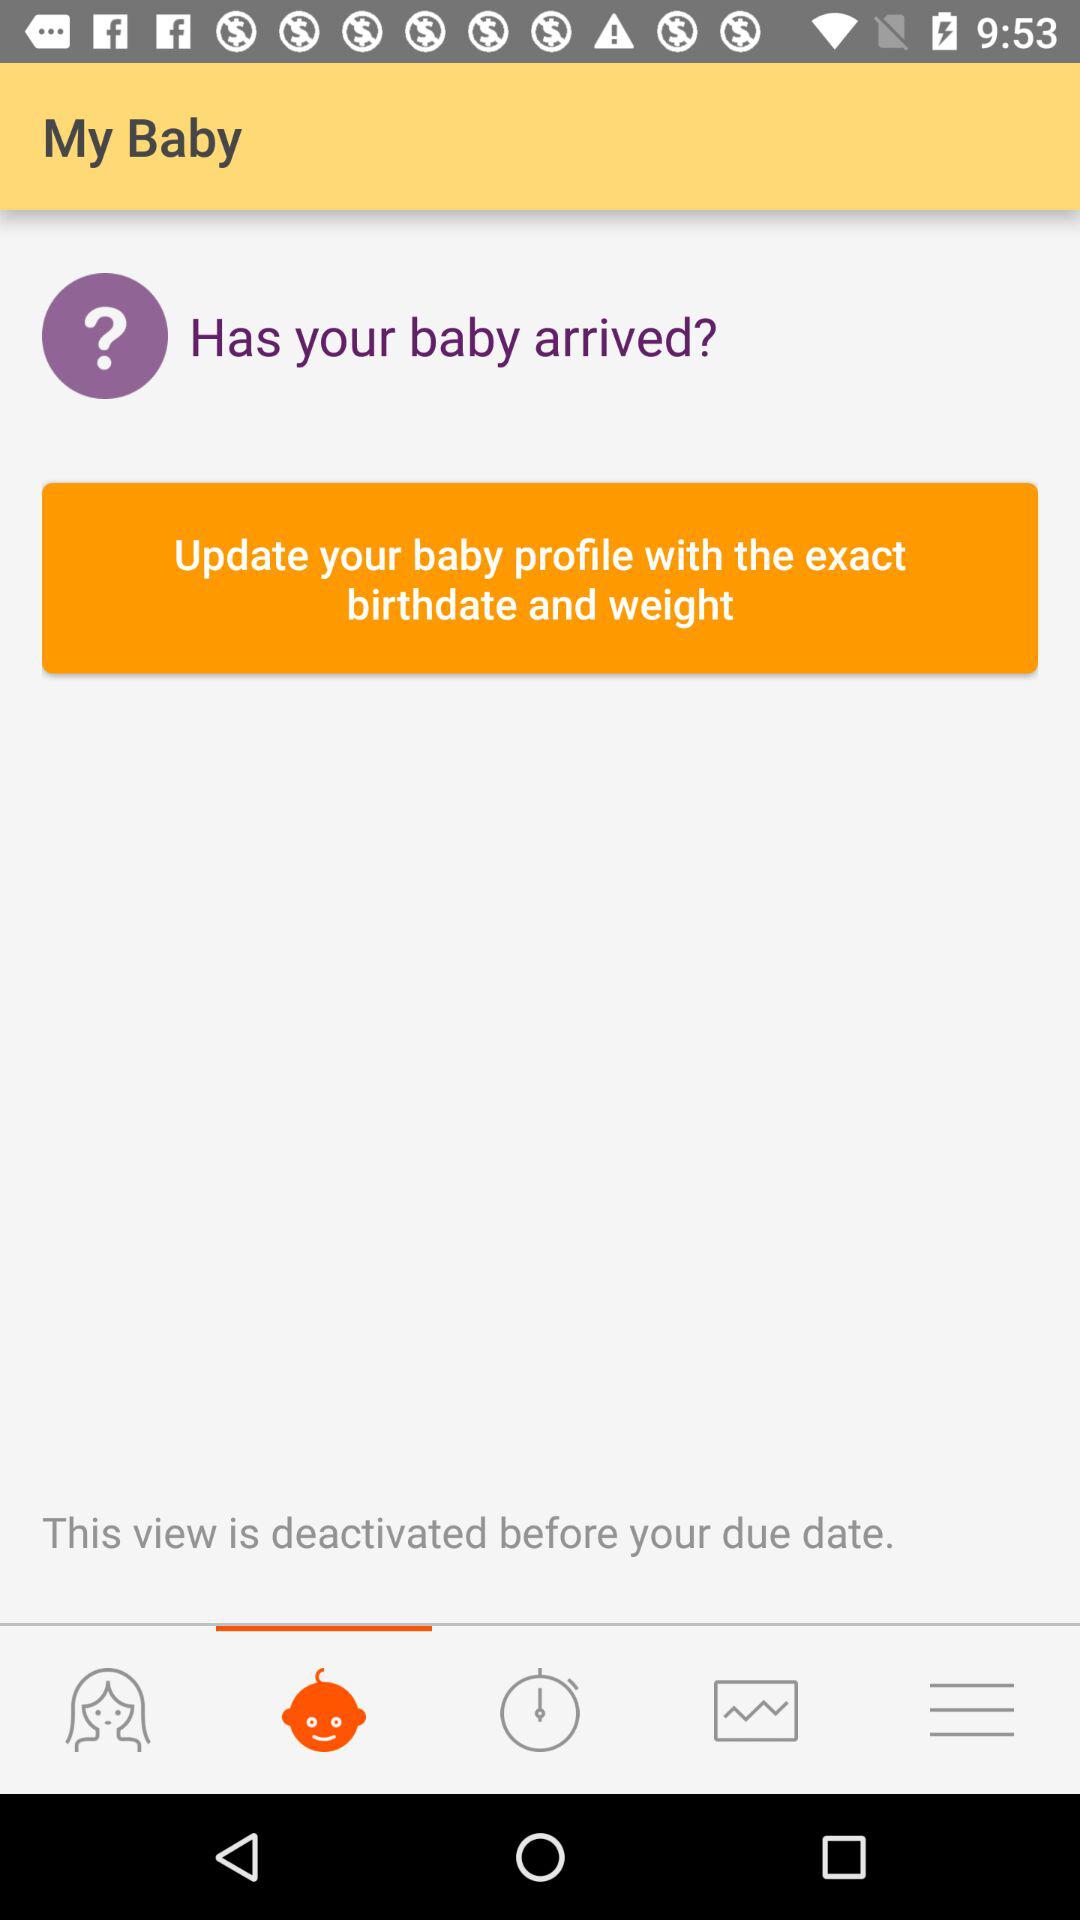 9:53
My Baby
Has your baby arrived?
Update your baby profile with the exact
birthdate and weight
This view is deactivated before your due date.